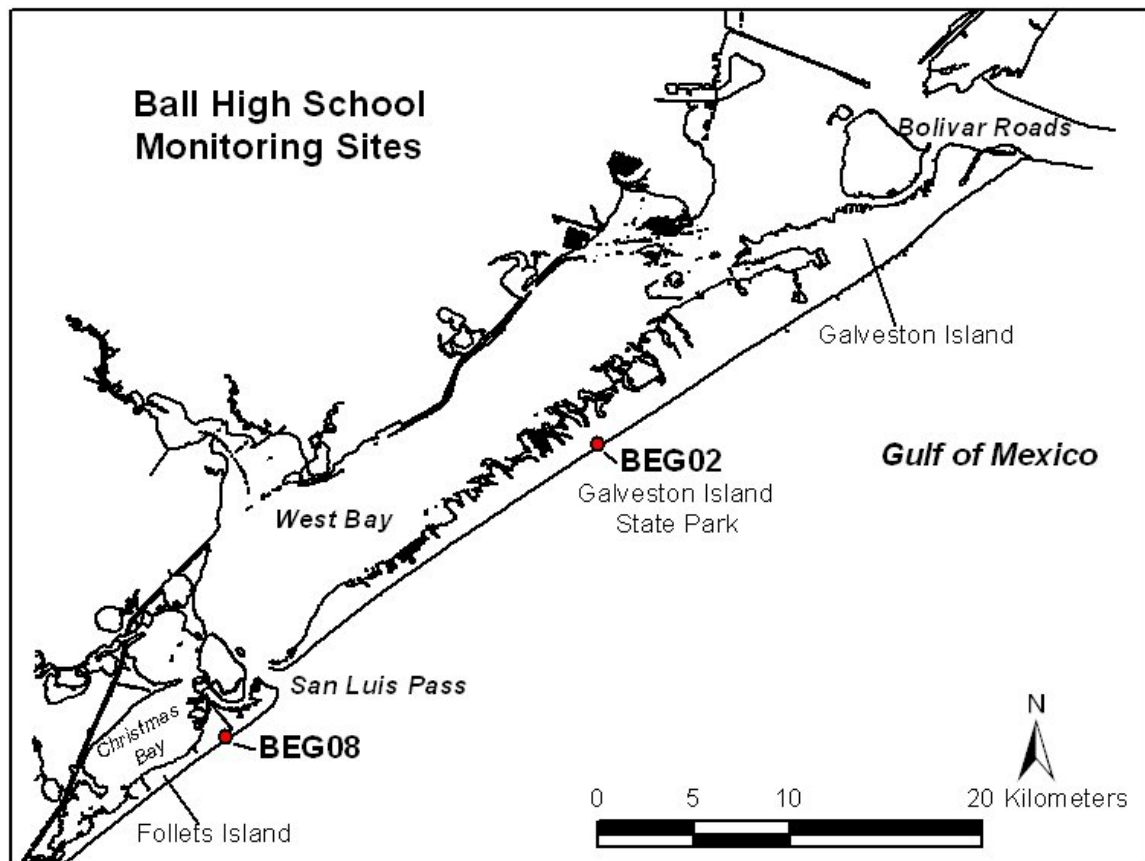 Ball High School
Monitoring Sites
Bolivar Roads
Galveston Island
BEG02
Galveston Island
State Park
Gulf of Mexico
West Bay
San Luis Pass
Christmas
Bay
BEG08
Follets Island
N
0 5 10 20 Kilometers